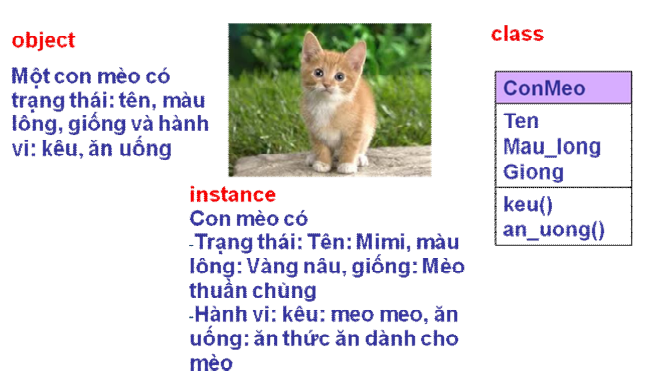 object
Một con mèo có
trạng thái: tên, màu
lông, giống và hành
vi: kêu, ăn uống
instance
Con mèo có
-Trạng thái: Tên: Mimi, màu
lông: Vàng nâu, giống: Mèo
thuần chùng
-Hành vi: kêu: meo meo, ăn
uống: ăn thức ăn dành cho
mèo
class
ConMeo
Ten
Mau_long
Giong
keu()
an_uong()